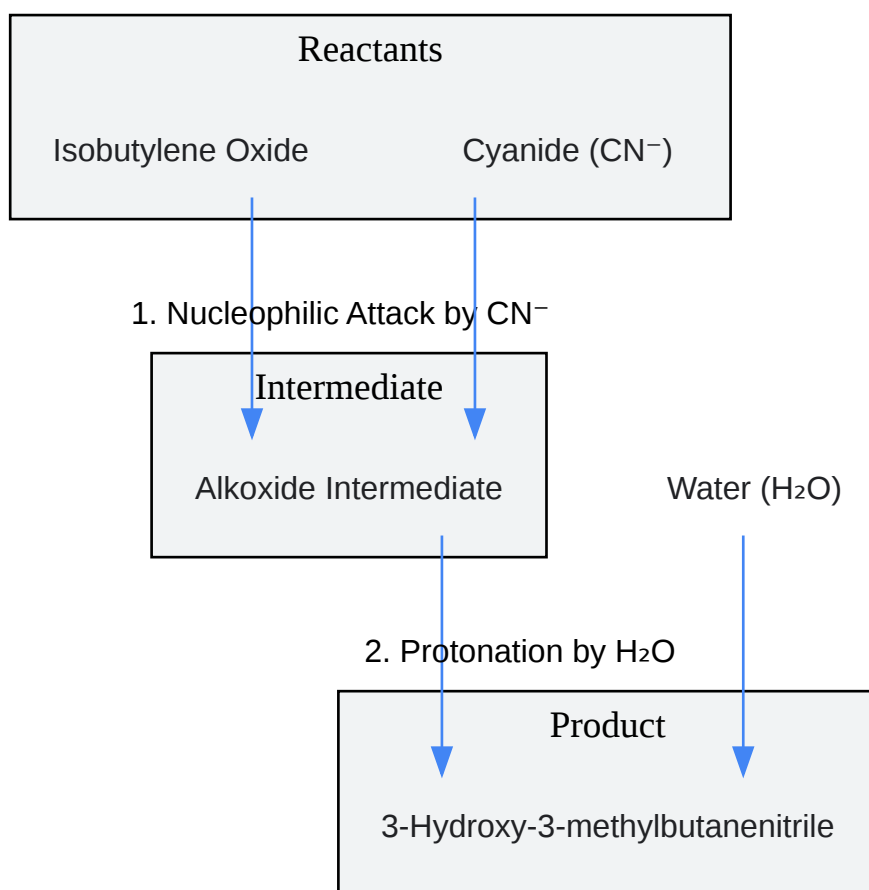 Reactants
Isobutylene Oxide
Cyanide (CN⁻)
1. Nucleophilic Attack by CN⁻
Intermediate
Alkoxide Intermediate
Water (H₂O)
2. Protonation by H₂O
Product
3-Hydroxy-3-methylbutanenitrile